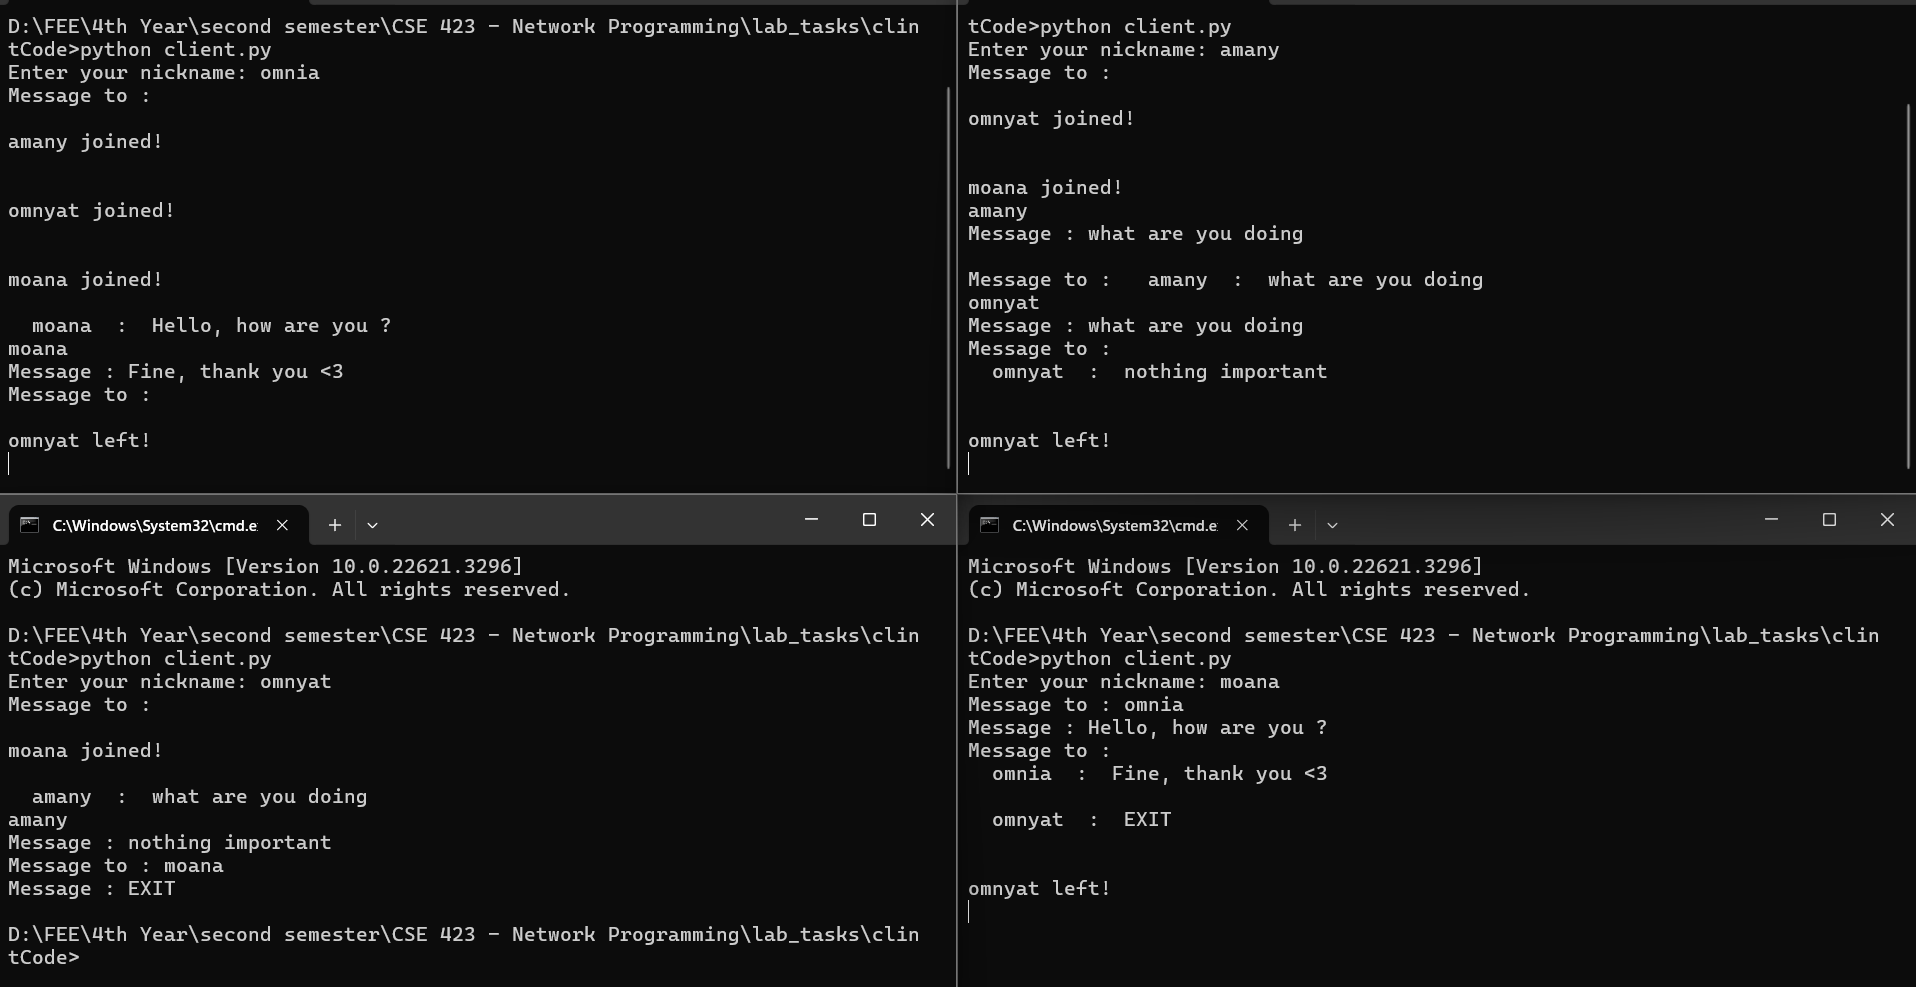 D:\FEE\4th Year\second semester\CSE 423 - Network Programming\lab_tasks\clin
tCode>python client.py
Enter your nickname: omnia
Message to :
amany joined!
omnyat joined!
moana joined!
moana  :  Hello, how are you ?
moana
Message : Fine, thank you <3
Message to :
omnyat left!
tCode>python client.py
Enter your nickname: amany
Message to :
omnyat joined!
moana joined!
amany
Message : what are you doing
Message to :   amany  :  what are you doing
omnyat
Message : what are you doing
Message to :
omnyat  :  nothing important
omnyat left!
C:\Windows\System32\cmd.e
Microsoft Windows [Version 10.0.22621.3296]
(c) Microsoft Corporation. All rights reserved.
D:\FEE\4th Year\second semester\CSE 423 - Network Programming\lab_tasks\clin
tCode>python client.py
Enter your nickname: omnyat
Message to :
moana joined!
amany  :  what are you doing
amany
Message : nothing important
Message to : moana
Message : EXIT
D:\FEE\4th Year\second semester\CSE 423 - Network Programming\lab_tasks\clin
tCode>
C:\Windows\System32\cmd.e
Microsoft Windows [Version 10.0.22621.3296]
(c) Microsoft Corporation. All rights reserved.
D:\FEE\4th Year\second semester\CSE 423 - Network Programming\lab_tasks\clin
tCode>python client.py
Enter your nickname: moana
Message to : omnia
Message : Hello, how are you ?
Message to :
omnia  :  Fine, thank you <3
omnyat  :  EXIT
omnyat left!